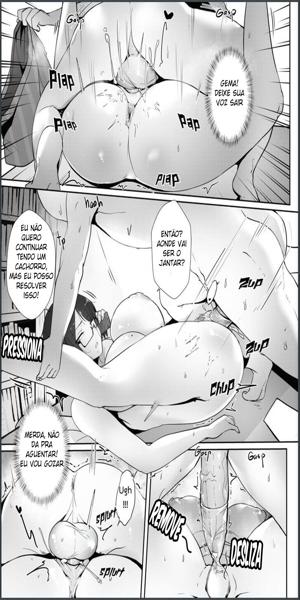 Gasp
Gasp
GEMA!
DEIXE SUA
VOZ SAIR
PLAP
PLAP
PLAP
PLAP
ENTÃO?
AONDE VAI
SER O
JANTAR?
EU NÃO
QUERO
CONTINUAR
TENDO UM
CACHORRO,
MAS EU POSSO
RESOLVER
ISSO!
PRESSIONA
ZUP
ZUP
CHUP
MERDA, NÃO
DA PRA
AGUENTAR!
EU VOU GOZAR
Ugh
!!!
SPLURT
SPLURT
Gasp
REMOVE
DESLIZA